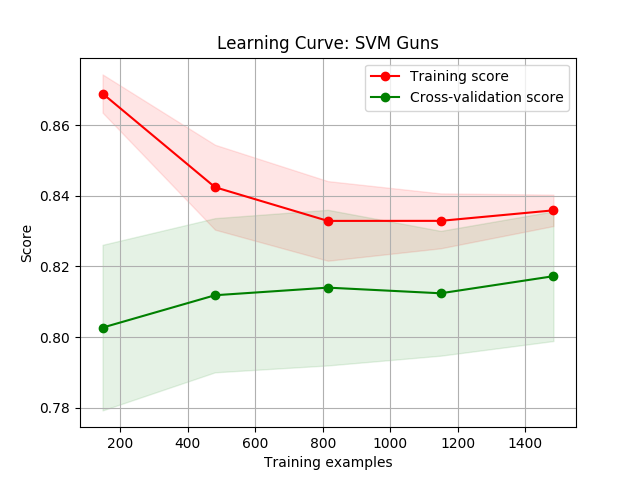 Learning Curve: SVM Guns
Training score
Cross-validation score
0.86
0.84
0.82
0.80
0.78
Score
200 400 600 800 1000 1200 1400
Training examples